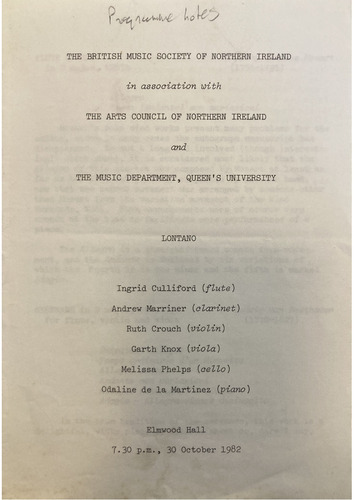 Programme notes
THE BRITISH MUSIC SOCIETY OF NORTHERN IRELAND
in association with
THE ARTS COUNCIL OF NORTHERN IRELAND
and
THE MUSIC DEPARTMENT, QUEEN'S UNIVERSITY
LONTANO
Ingrid Culliford (flute)
Andrew Marriner (clarinet)
Ruth Crouch (violin)
Garth Knox (viola)
Melissa Phelps (cello)
Odaline de la Martinez (piano)
Elmwood Hall
7.30 p.m., 30 October 1982